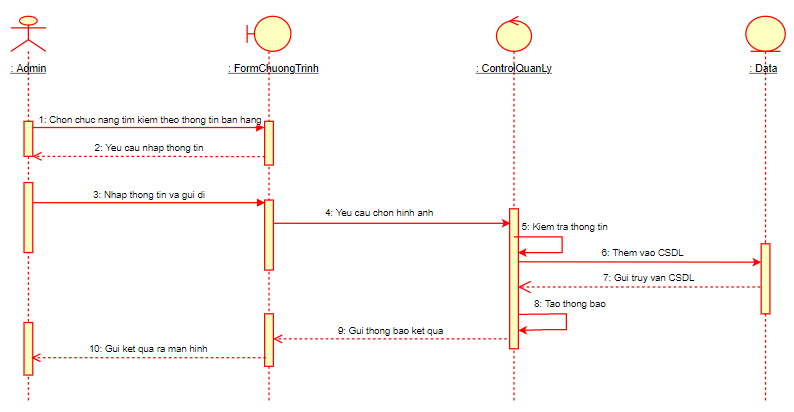 : Admin
: FormChuongTrinh
: ControlQuanLy
: Data
1: Chon chuc nang tim kiem theo thong tin ban hang
2: Yeu cau nhap thong tin
3: Nhap thong tin va gui di
4: Yeu cau chon hinh anh
5: Kiem tra thong tin
6: Them vao CSDL
7: Gui truy van CSDL
8: Tao thong bao
9: Gui thong bao ket qua
10: Gui ket qua ra man hinh